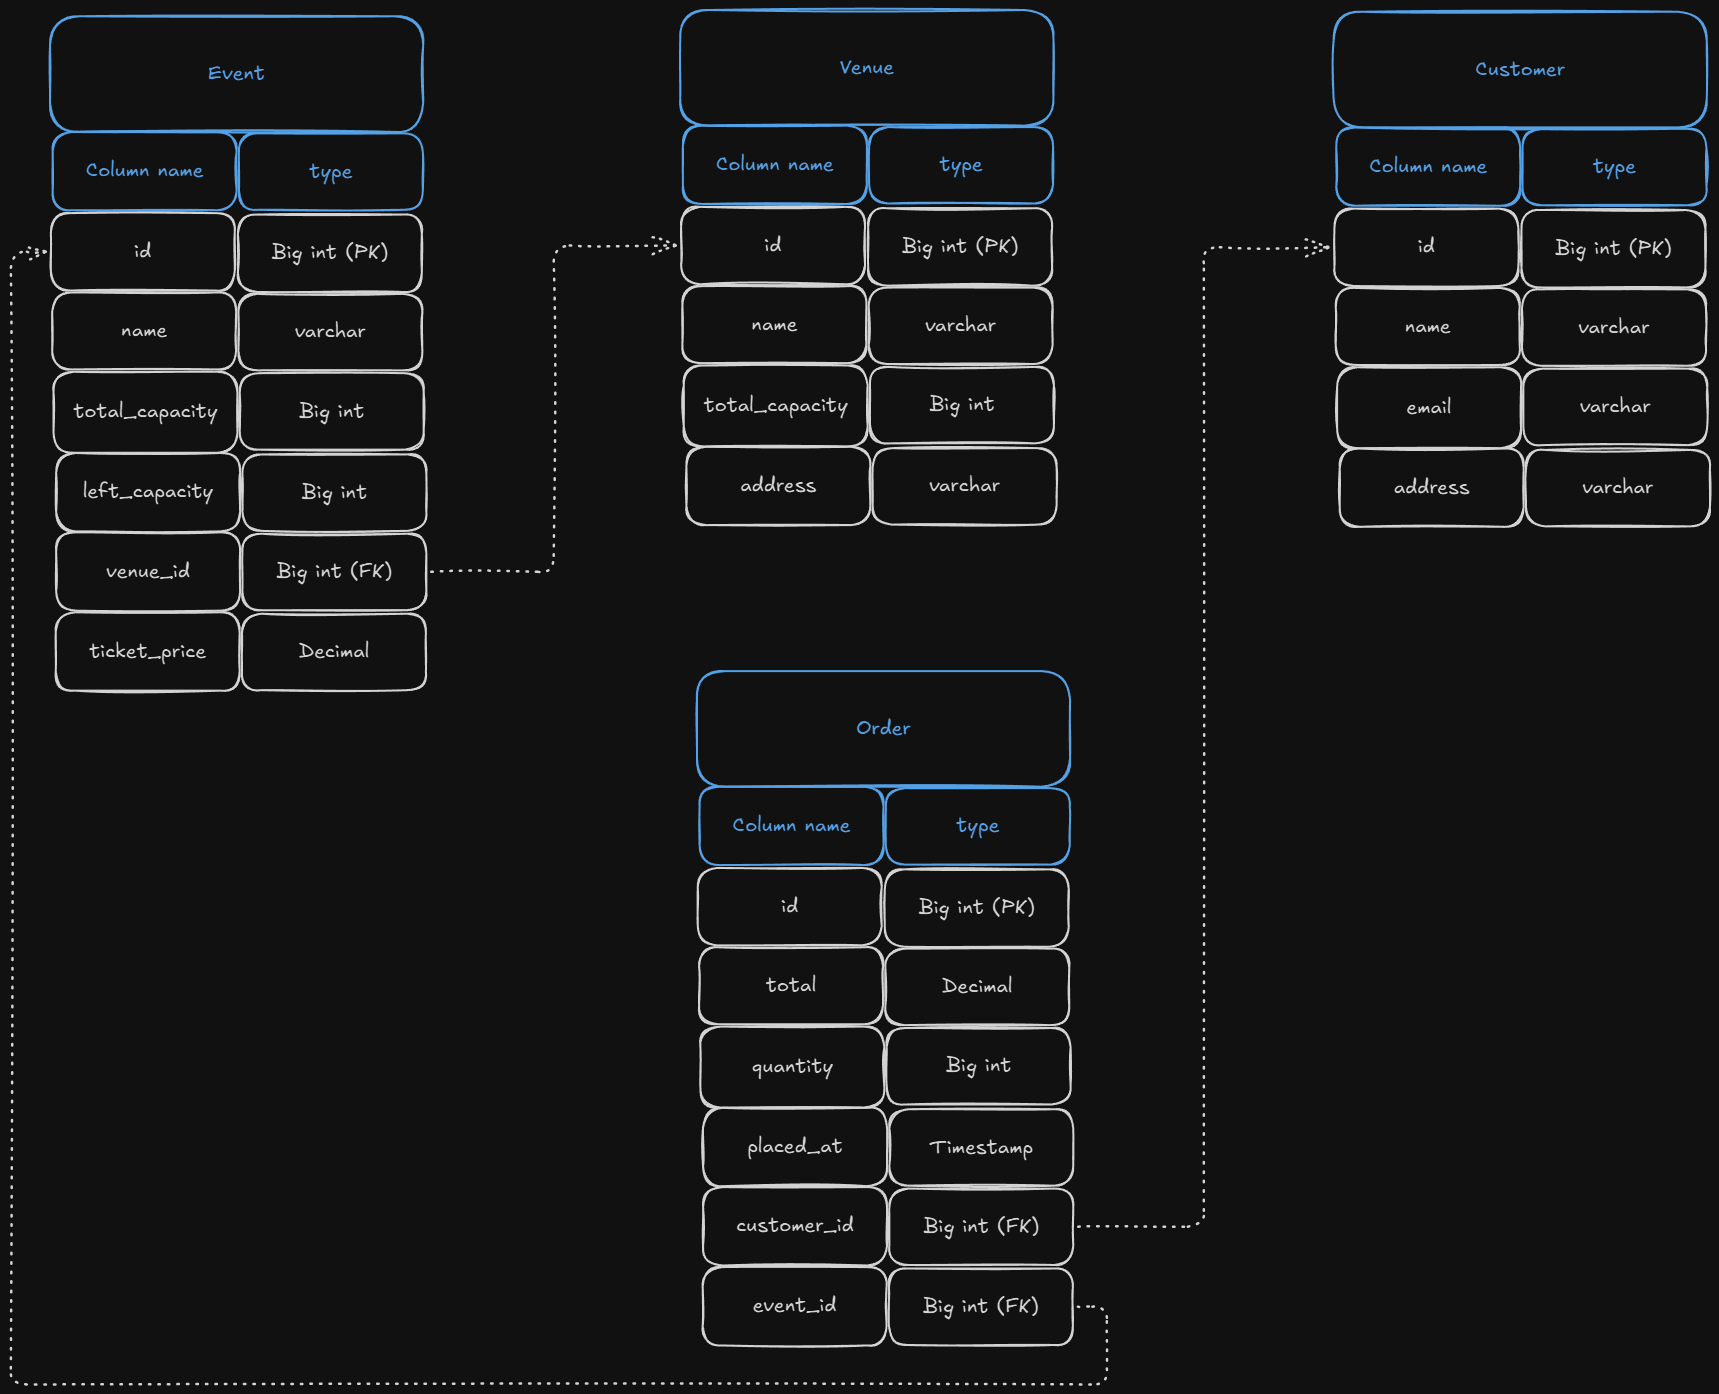 Event
Column name type
id Big int (PK)
name varchar
total_capacity Big int
left_capacity Big int
venue_id Big int (FK)
ticket_price Decimal
Venue
Column name type
id Big int (PK)
name varchar
total_capacity Big int
address varchar
Customer
Column name type
id Big int (PK)
name varchar
email varchar
address varchar
Order
Column name type
id Big int (PK)
total Decimal
quantity Big int
placed_at Timestamp
customer_id Big int (FK)
event_id Big int (FK)